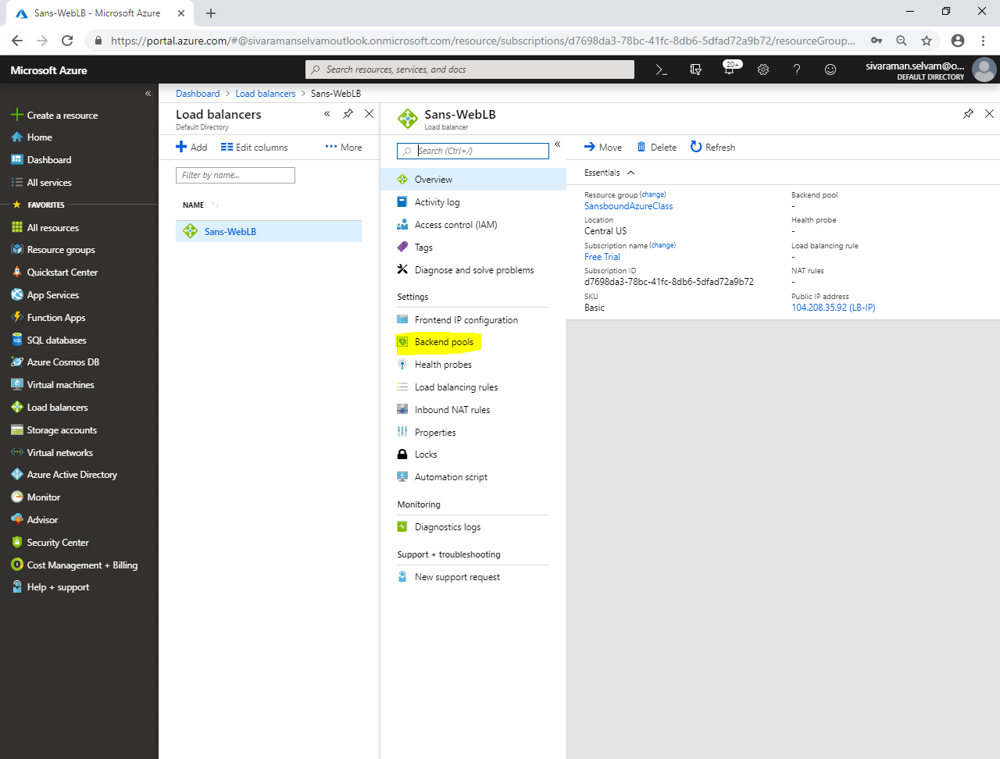 Sans-WebLB - Microsoft Azure
https://portal.azure.com/#@sivaramanselvamoutlook.onmicrosoft.com/resource/subscriptions/d7698da3-78bc-41fc-8db6-5dfad72a9b72/resourceGroup...
Microsoft Azure
Search resources, services, and docs
20+
sivaraman.selvam@o...
DEFAULT DIRECTORY
Create a resource
Home
Dashboard
All services
FAVORITES
All resources
Resource groups
Quickstart Center
App Services
Function Apps
SQL databases
Azure Cosmos DB
Virtual machines
Load balancers
Storage accounts
Virtual networks
Azure Active Directory
Monitor
Advisor
Security Center
Cost Management + Billing
Help + support
Dashboard > Load balancers > Sans-WebLB
Load balancers
Default Directory
Add Edit columns More
Filter by name...
NAME
Sans-WebLB
Sans-WebLB
Load balancer
Search (Ctrl+/)
Overview
Activity log
Access control (IAM)
Tags
Diagnose and solve problems
Settings
Frontend IP configuration
Backend pools
Health probes
Load balancing rules
Inbound NAT rules
Properties
Locks
Automation script
Monitoring
Diagnostics logs
Support + troubleshooting
New support request
Move Delete Refresh
Essentials
Resource group (change)
SansboundAzureClass
Location
Central US
Subscription name (change)
Free Trial
Subscription ID
d7698da3-78bc-41fc-8db6-5dfad72a9b72
SKU
Basic
Backend pool
-
Health probe
-
Load balancing rule
-
NAT rules
-
Public IP address
104.208.35.92 (LB-IP)